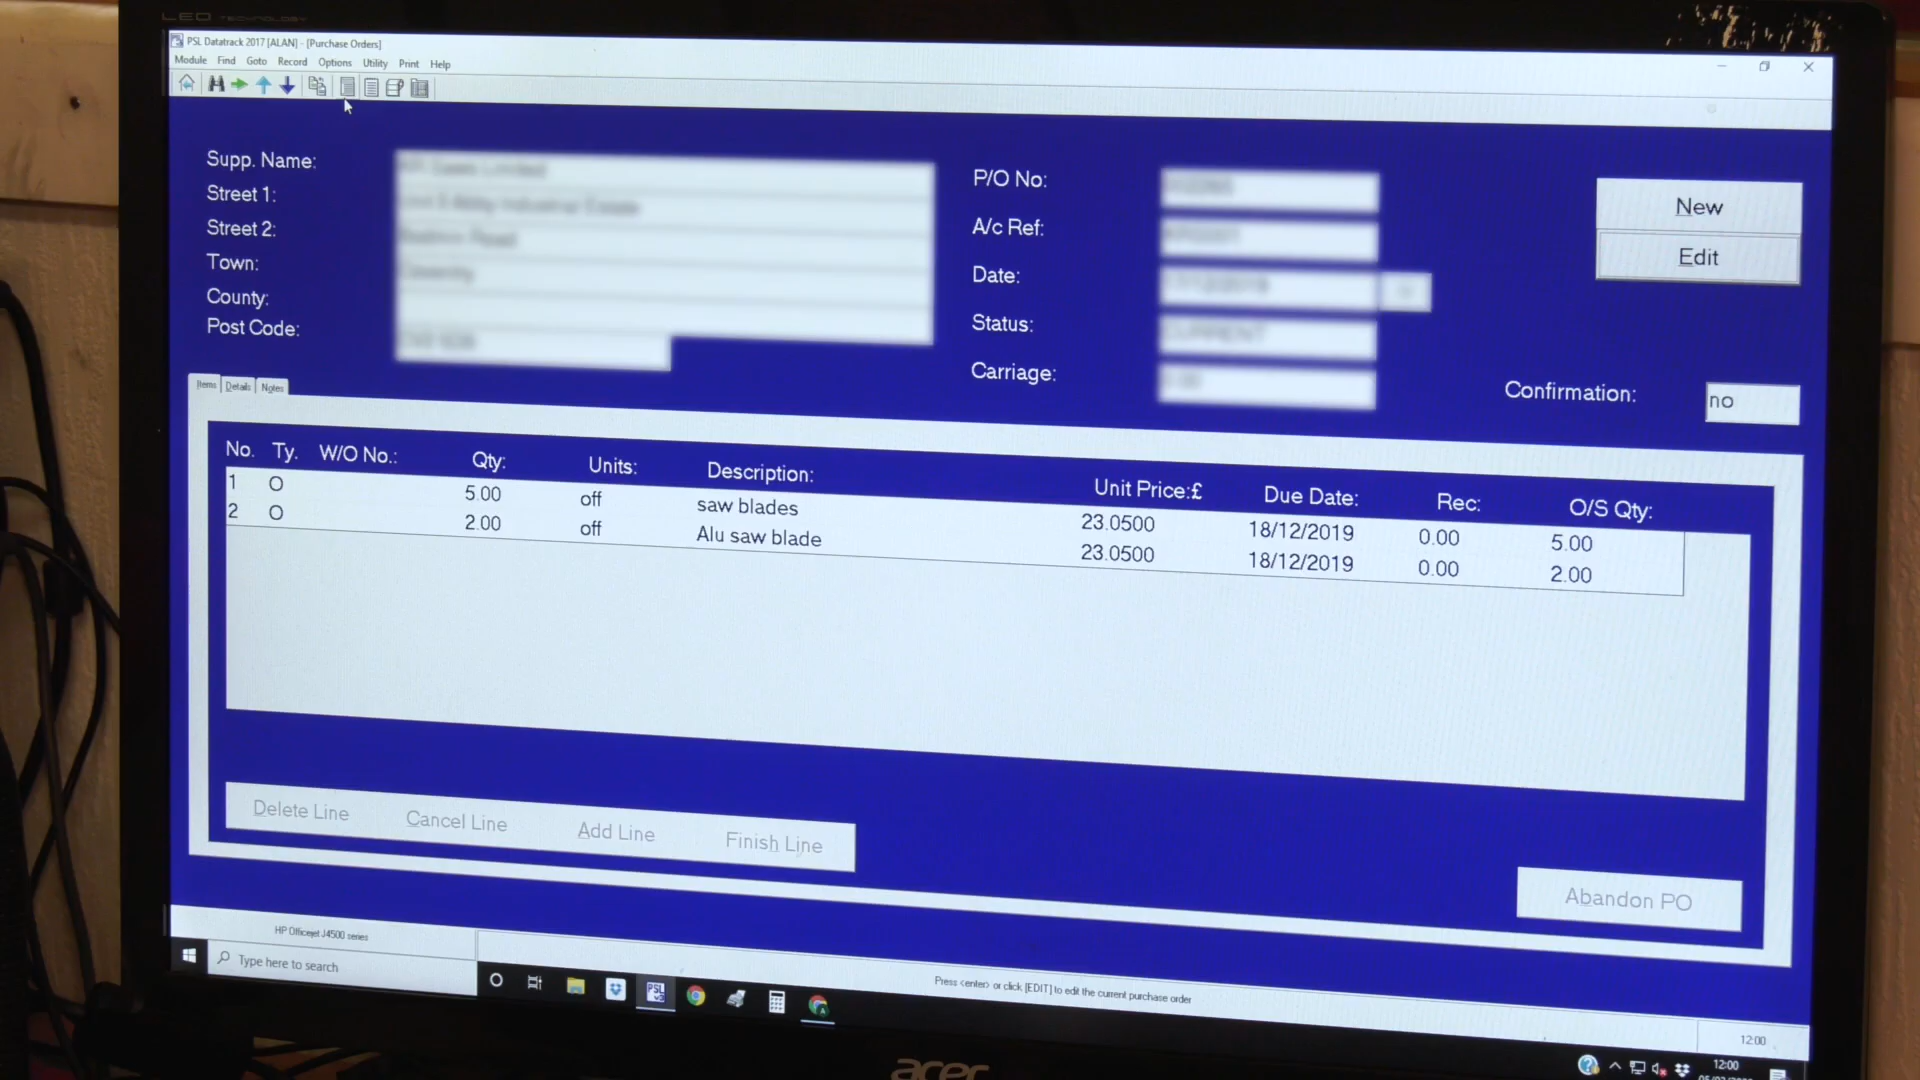 PSL Datatrack 2017 [ALAN] - [Purchase Orders]
Module Find Goto Record Options Utility Print Help
Supp. Name:
Street 1:
Street 2:
Town:
County:
Post Code:
P/O No:
A/c Ref:
Date:
Status:
Carriage:
New
Edit
Confirmation: no
Items Details Notes
No. Ty. W/O No.: Qty: Units: Description: Unit Price:£ Due Date: Rec: O/S Qty:
1 O 5.00 off saw blades 23.0500 18/12/2019 0.00 5.00
2 O 2.00 off Alu saw blade 23.0500 18/12/2019 0.00 2.00
Delete Line Cancel Line Add Line Finish Line
Abandon PO
HP Officejet J4500 series
Press <enter> or click [EDIT] to edit the current purchase order
12:00
Type here to search
PSL v3
12:00
acer